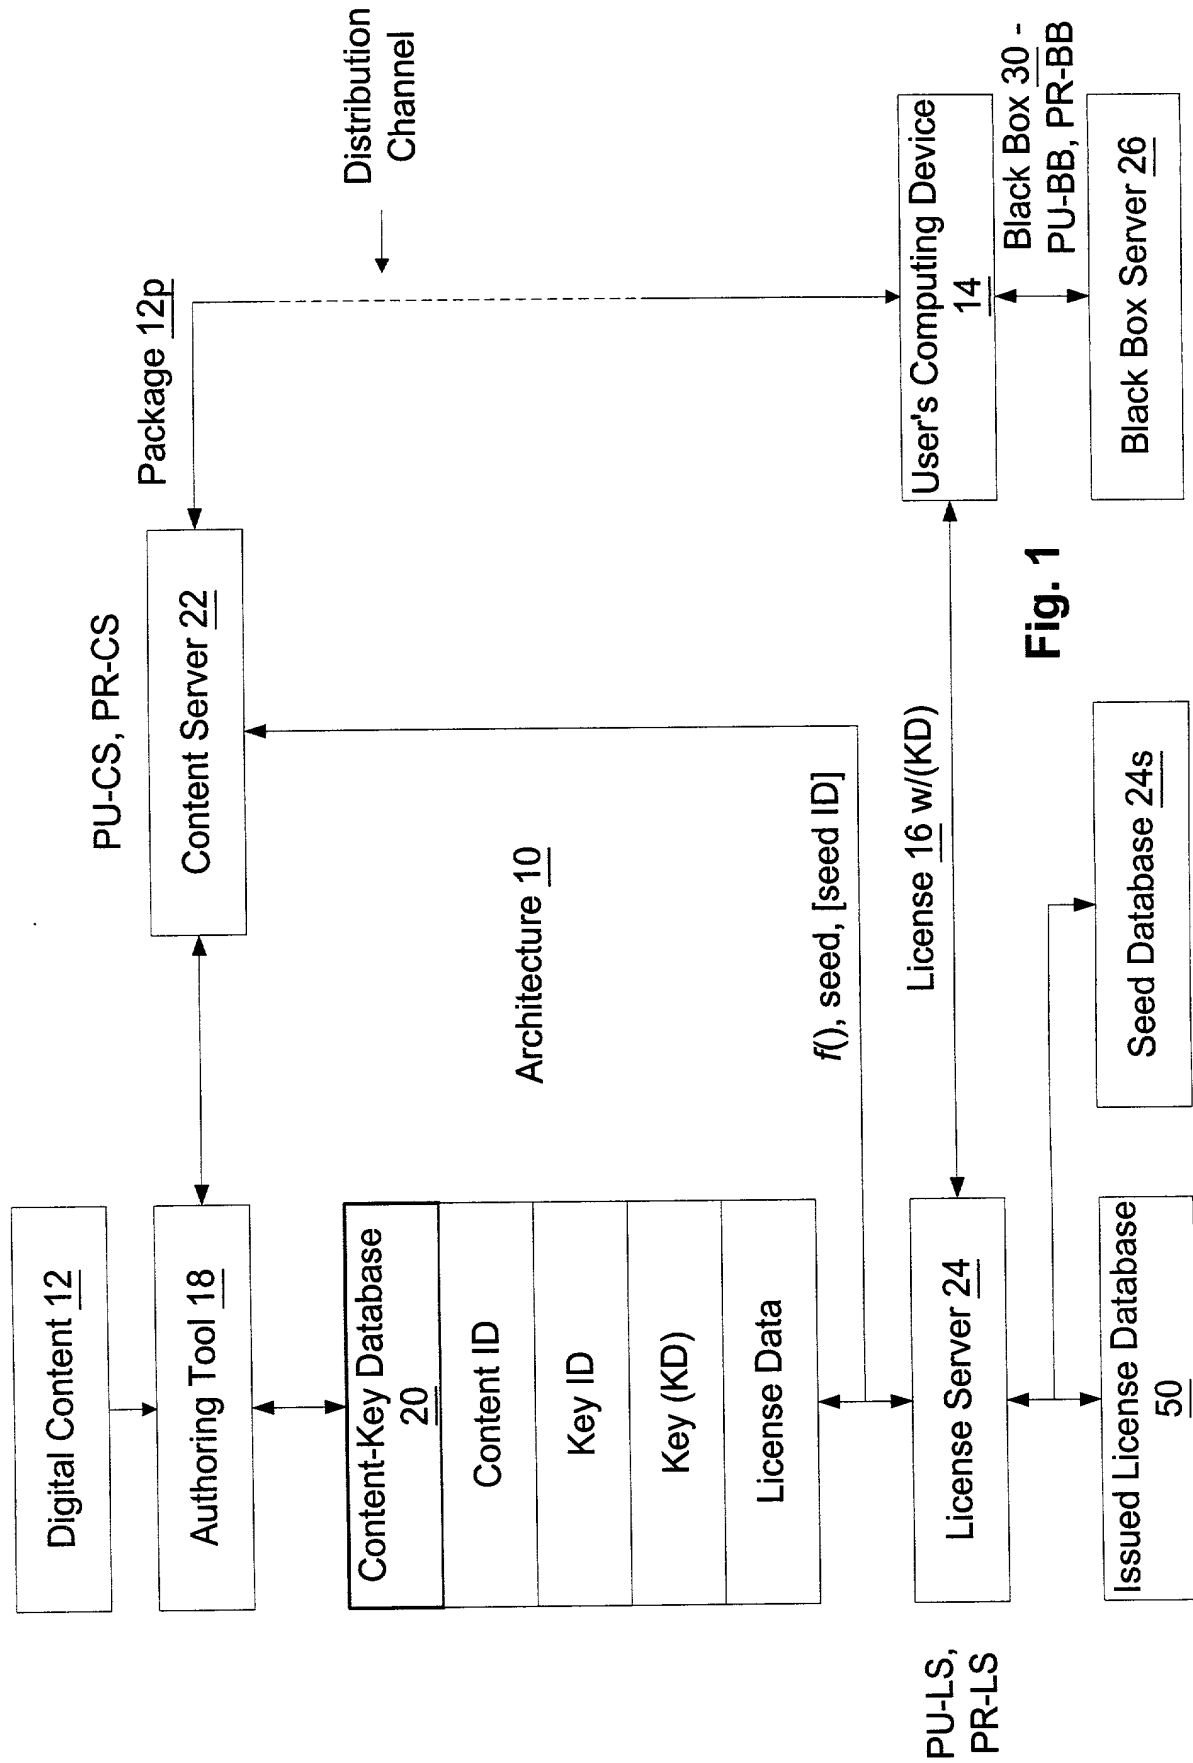 Digital Content 12
Authoring Tool 18
Content-Key Database
20
Content ID
Key ID
Key (KD)
License Data
PU-LS,
PR-LS
License Server 24
Issued License Database
50
Seed Database 24s
PU-CS, PR-CS
Content Server 22
Architecture 10
f(), seed, [seed ID]
License 16 w/(KD)
Package 12p
Distribution
Channel
User's Computing Device
14
Black Box 30 -
PU-BB, PR-BB
Black Box Server 26
Fig. 1